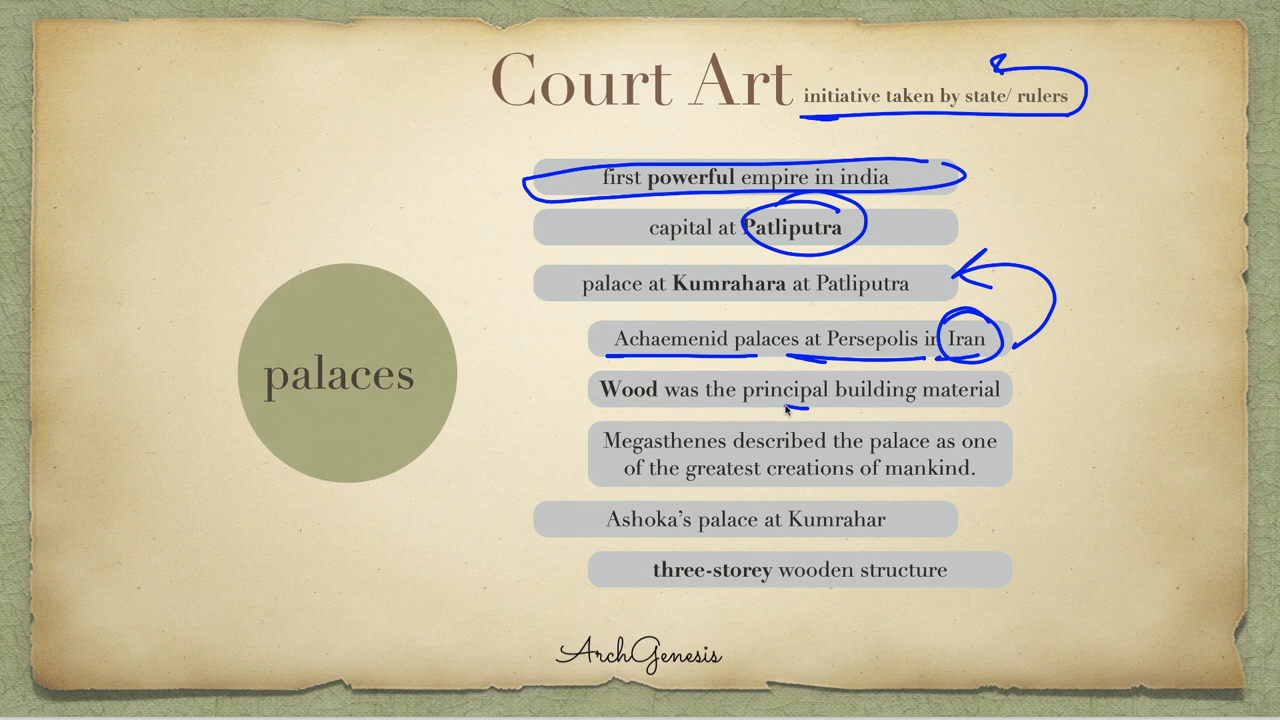 Court Art
initiative taken by state/ rulers
first powerful empire in india
capital at Patliputra
palace at Kumrahara at Patliputra
Achaemenid palaces at Persepolis in Iran
palaces
Wood was the principal building material
Megasthenes described the palace as one
of the greatest creations of mankind.
Ashoka's palace at Kumrahar
three-storey wooden structure
ArchGenesis